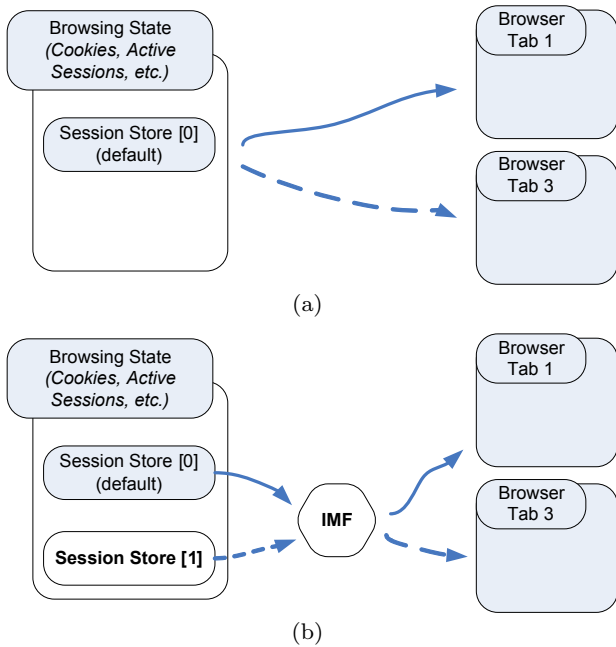 Browsing State
(Cookies, Active
Sessions, etc.)
Session Store [0]
(default)
Browser
Tab 1
Browser
Tab 3
(a)
Browsing State
(Cookies, Active
Sessions, etc.)
Session Store [0]
(default)
Session Store [1]
IMF
Browser
Tab 1
Browser
Tab 3
(b)